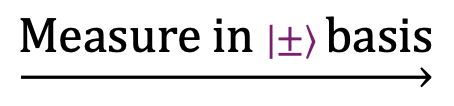 Measure in |±⟩ basis